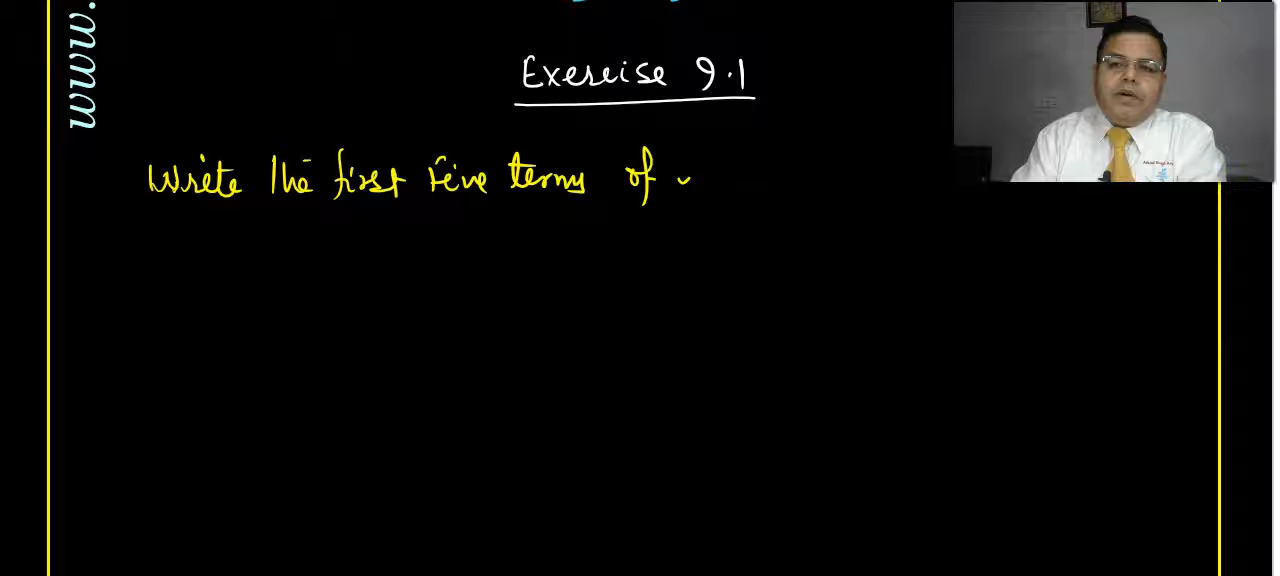 www.
Exercise 9.1
Write the first five terms of